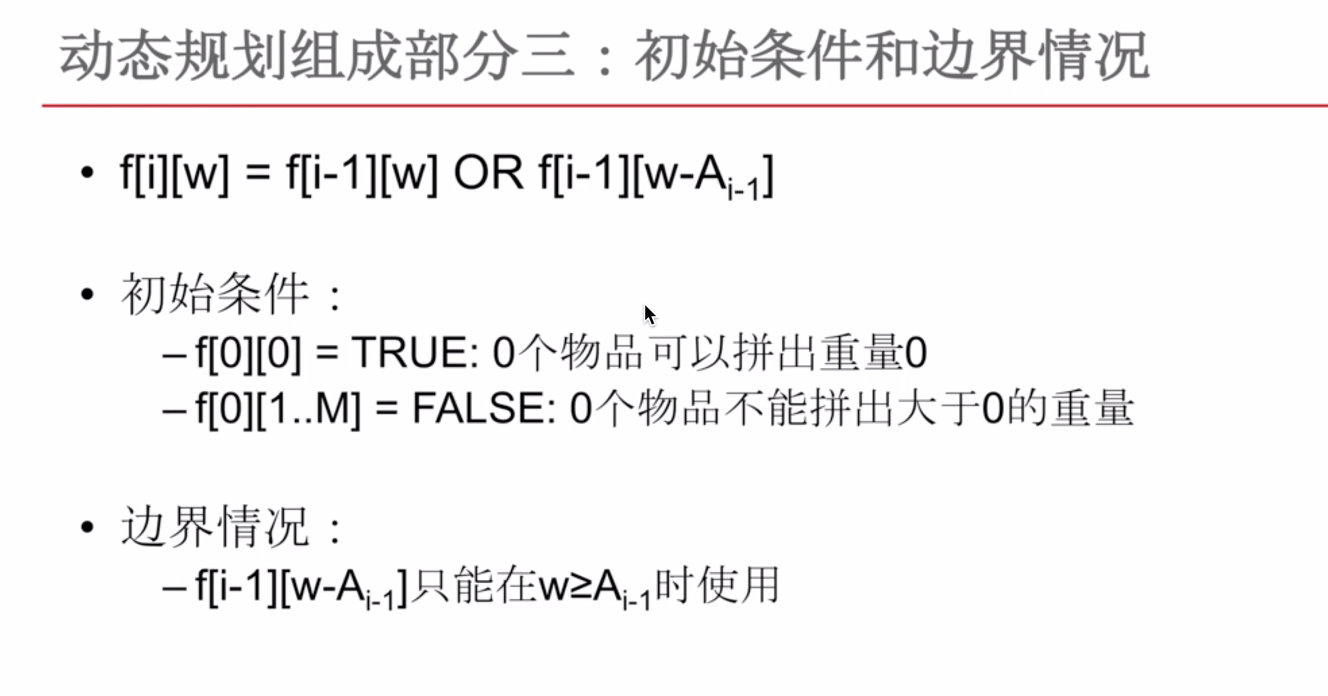 动态规划组成部分三：初始条件和边界情况
• f[i][w] = f[i-1][w] OR f[i-1][w-Aᵢ₋₁]
• 初始条件：
– f[0][0] = TRUE: 0个物品可以拼出重量0
– f[0][1..M] = FALSE: 0个物品不能拼出大于0的重量
• 边界情况：
– f[i-1][w-Aᵢ₋₁]只能在w≥Aᵢ₋₁时使用